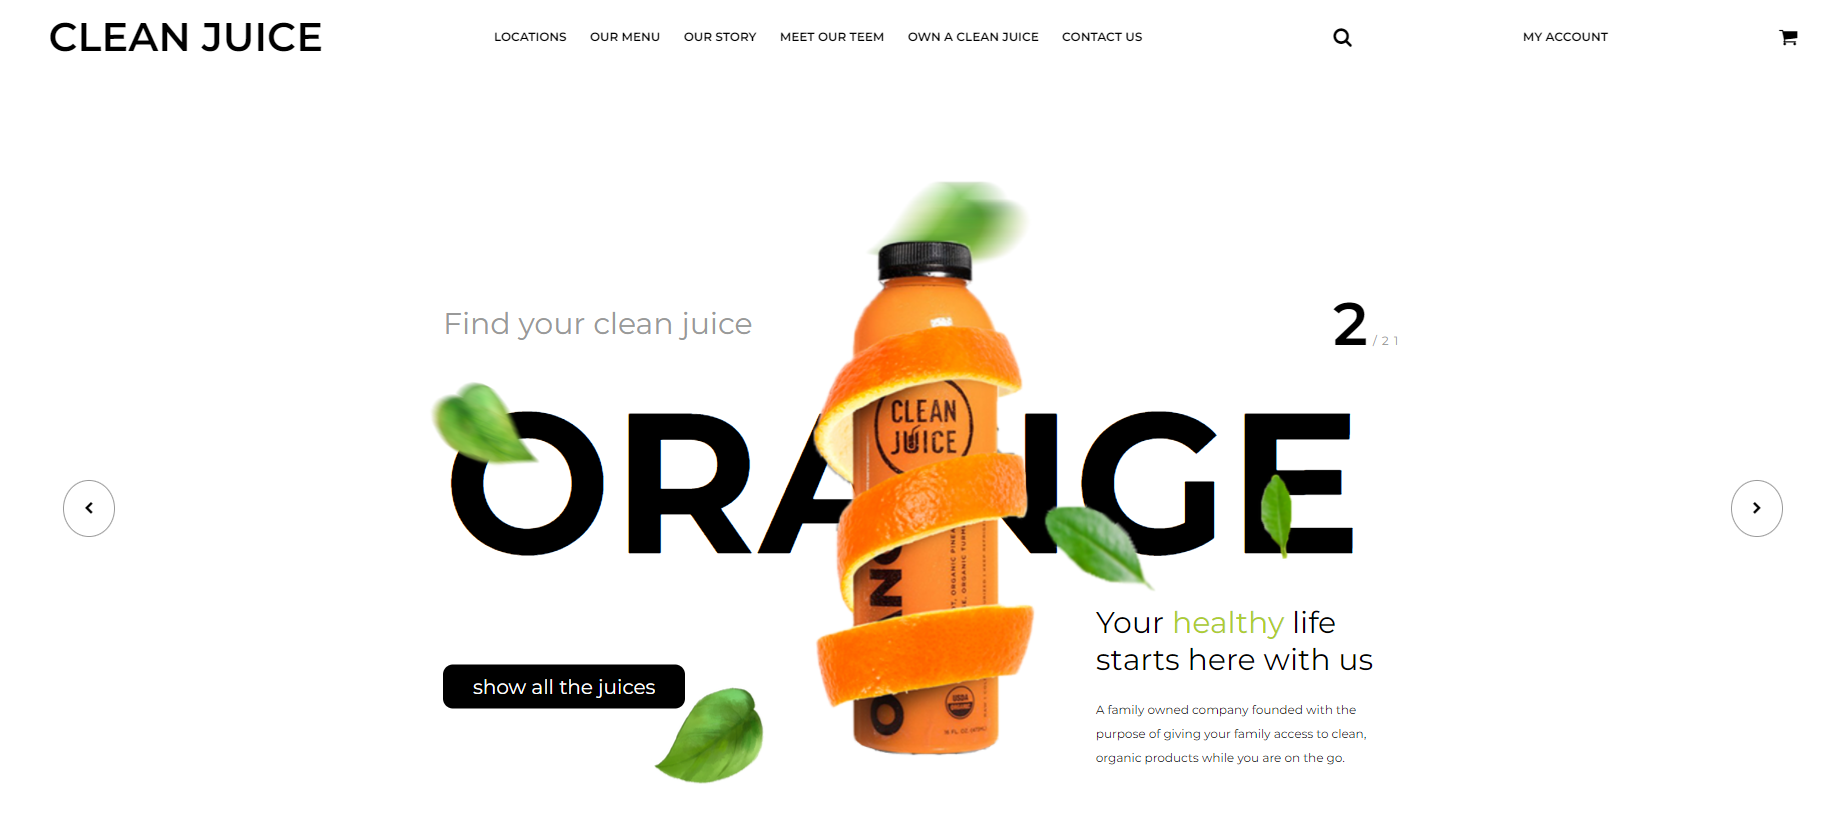 CLEAN JUICE
LOCATIONS OUR MENU OUR STORY MEET OUR TEEM OWN A CLEAN JUICE CONTACT US MY ACCOUNT
Find your clean juice
2 / 21
ORANGE
CLEAN
JUICE
show all the juices
Your healthy life
starts here with us
A family owned company founded with the
purpose of giving your family access to clean,
organic products while you are on the go.